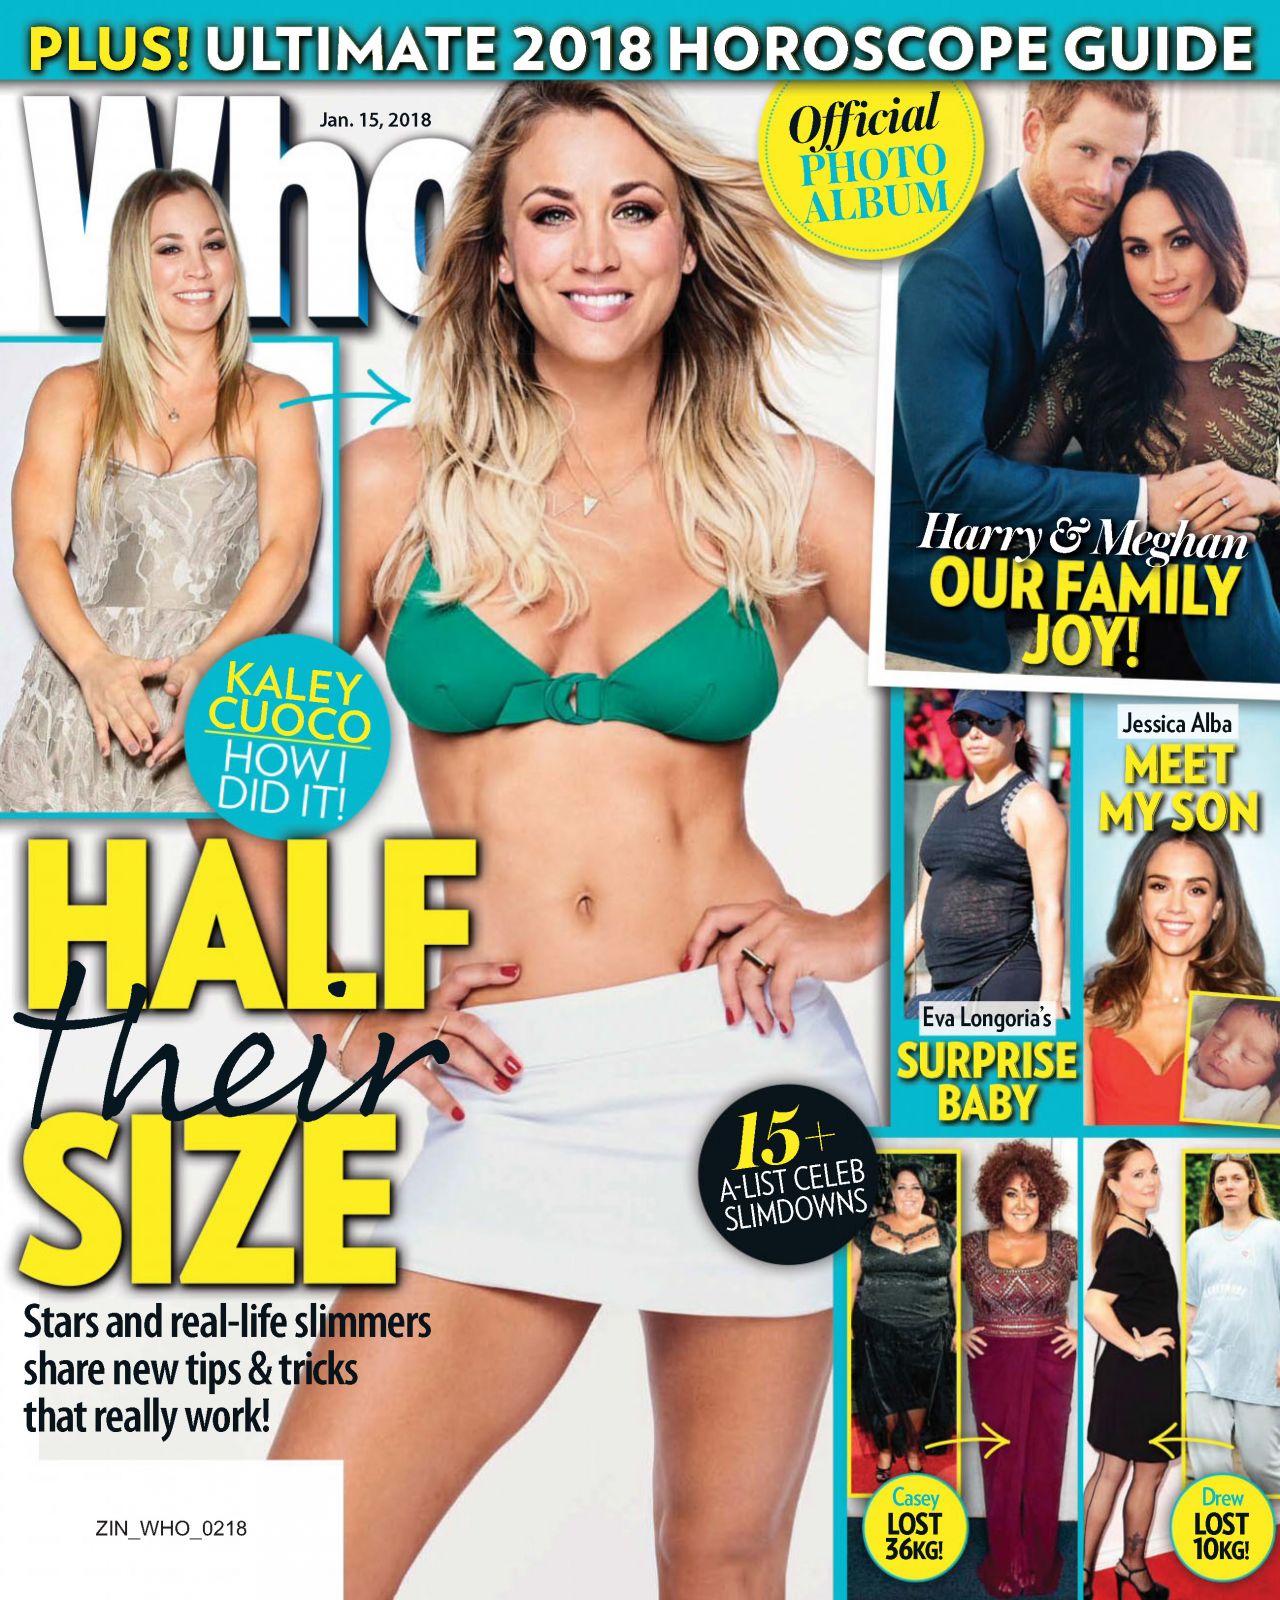 PLUS! ULTIMATE 2018 HOROSCOPE GUIDE
Who
Jan. 15, 2018
Official
PHOTO
ALBUM
Harry & Meghan
OUR FAMILY
JOY!
KALEY
CUOCO
HOW I
DID IT!
HALF
their
SIZE
Stars and real-life slimmers
share new tips & tricks
that really work!
Jessica Alba
MEET
MY SON
Eva Longoria's
SURPRISE
BABY
15+
A-LIST CELEB
SLIMDOWNS
Casey
LOST
36KG!
Drew
LOST
10KG!
ZIN_WHO_0218